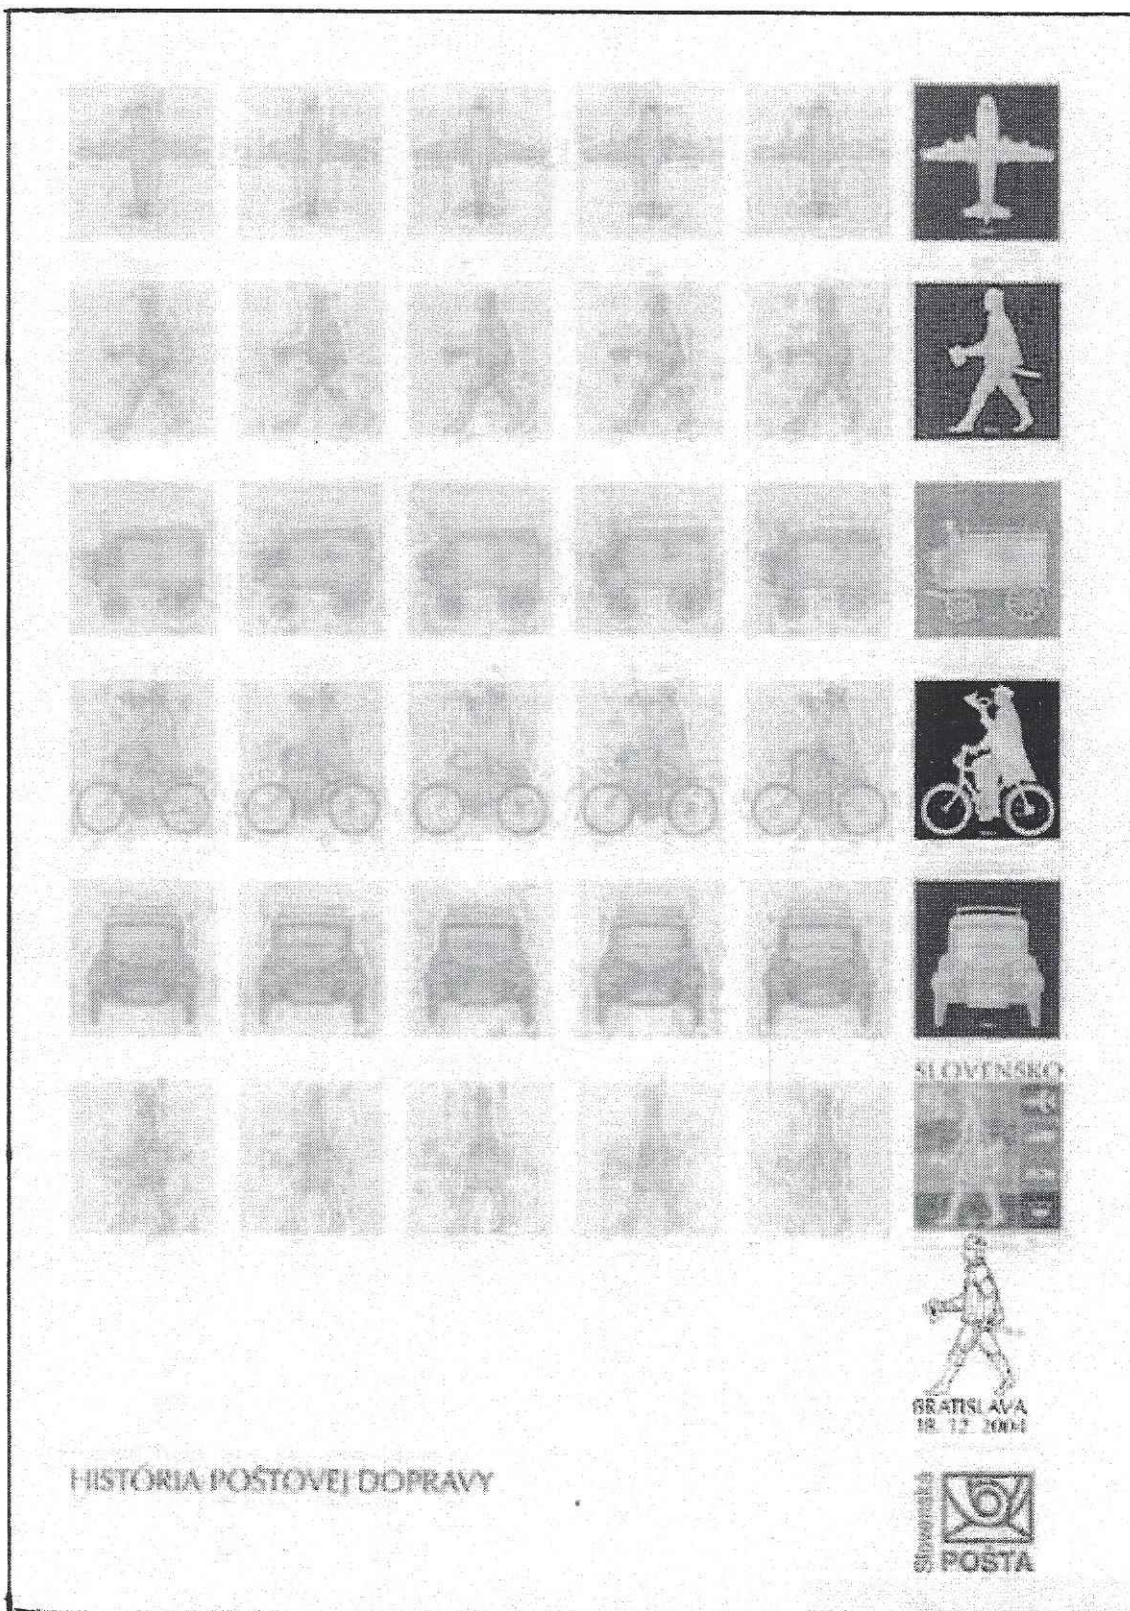 SLOVENSKO
BRATISLAVA
18. 12. 2004
HISTÓRIA POŠTOVEJ DOPRAVY
Slovenská
POŠTA